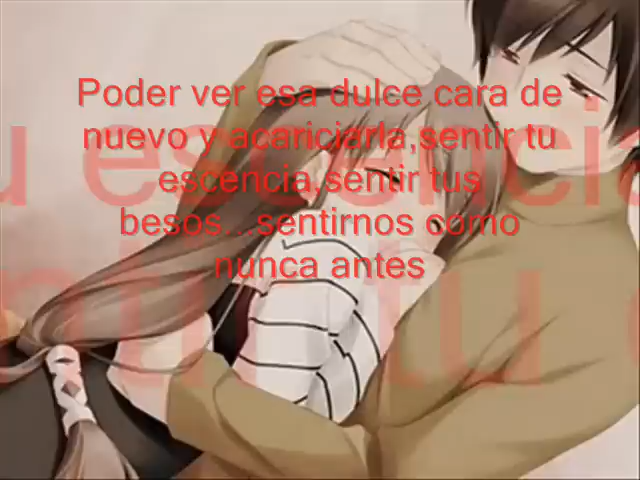 Poder ver esa dulce cara de
nuevo y acariciarla,sentir tu
escencia,sentir tus
besos...sentirnos como
nunca antes